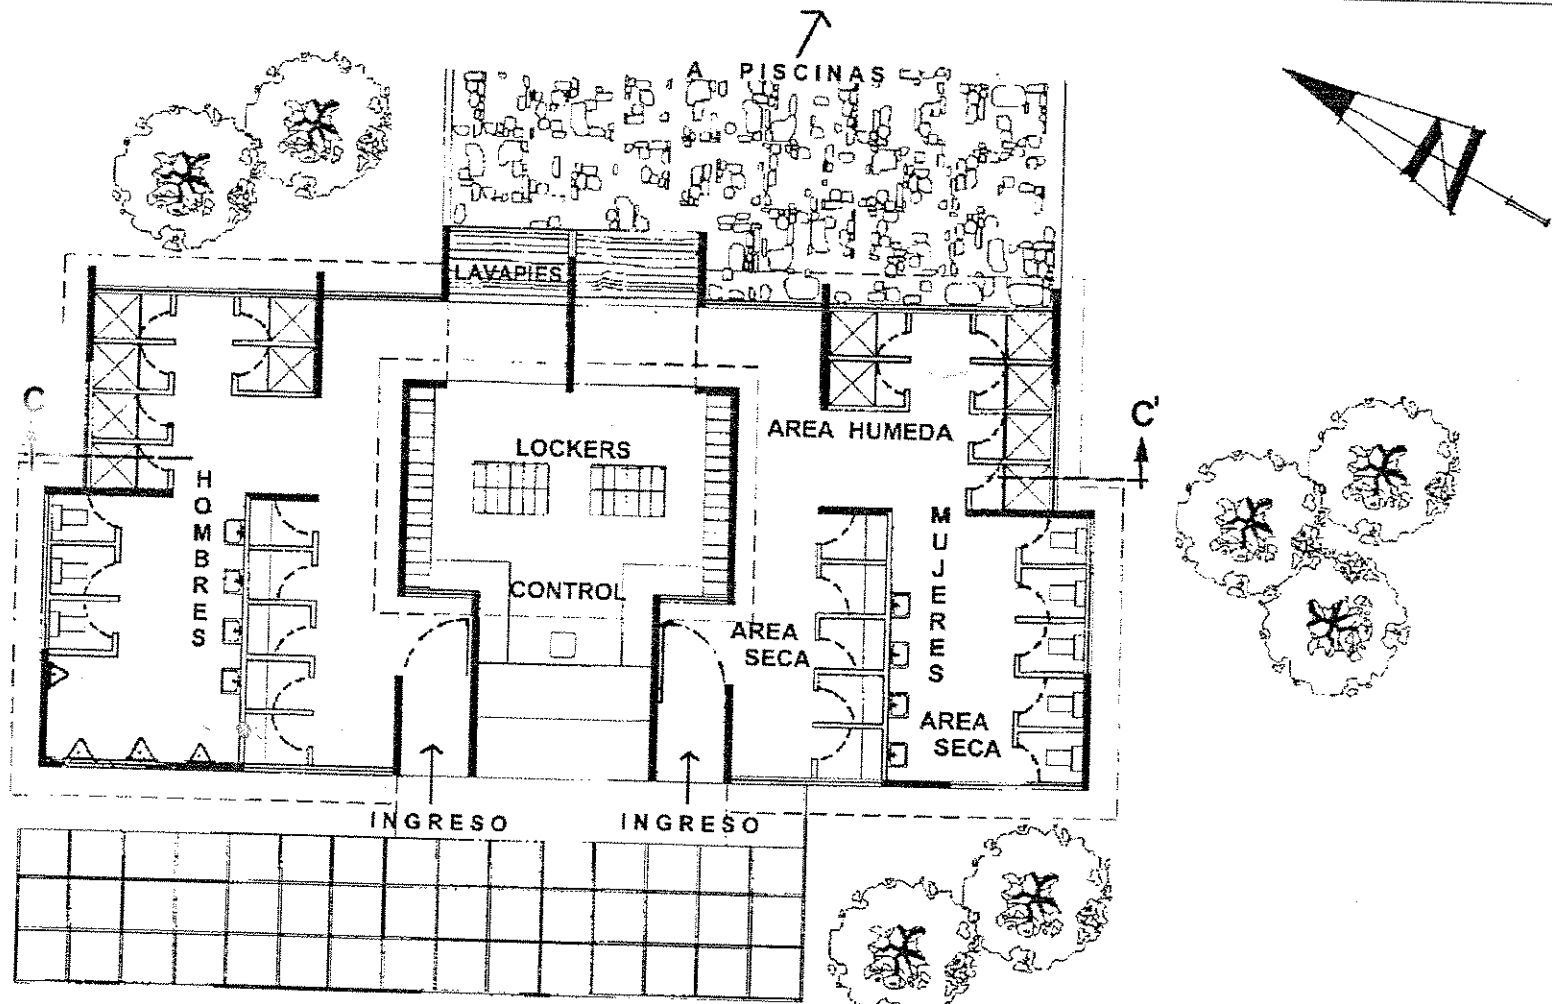 A PISCINAS
N
LAVAPIES
C
C'
AREA HUMEDA
LOCKERS
HOMBRES
MUJERES
CONTROL
AREA
SECA
AREA
SECA
INGRESO
INGRESO